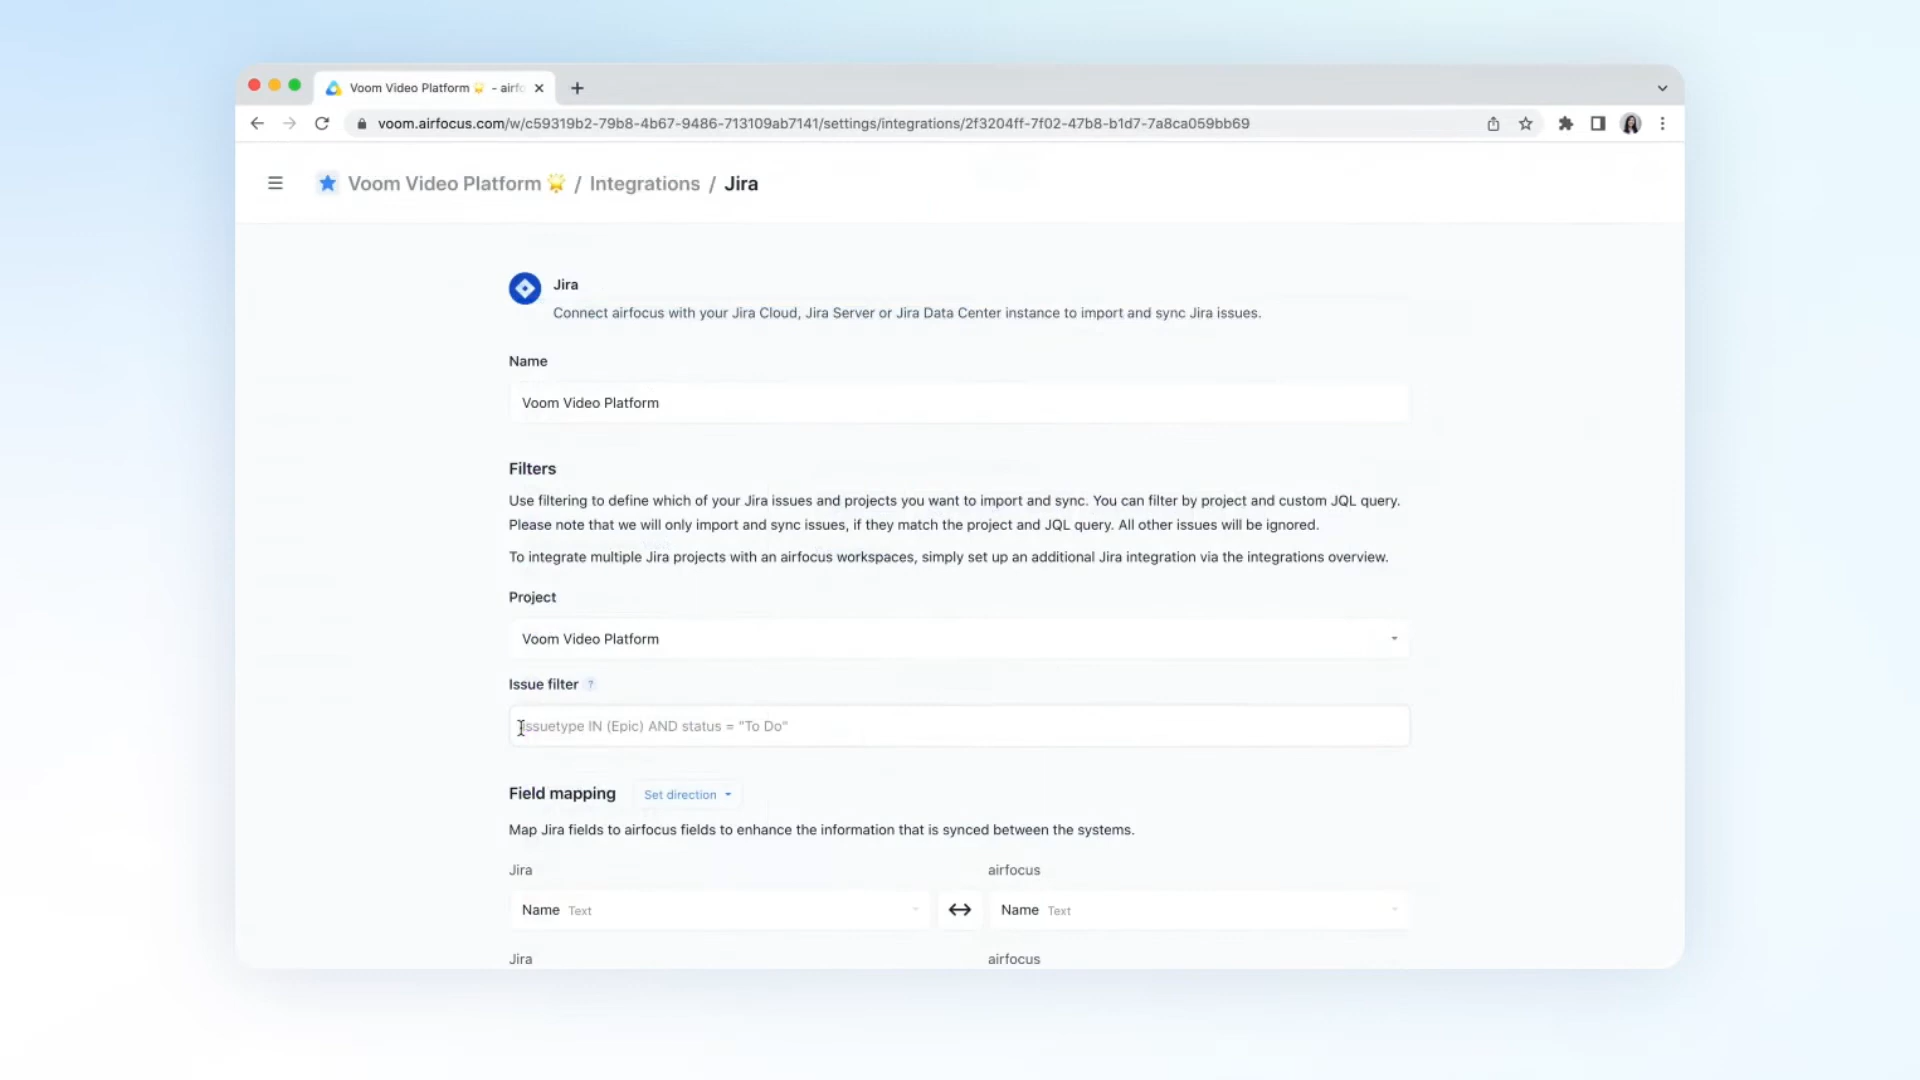 Voom Video Platform 🌟 - airfo
voom.airfocus.com/w/c59319b2-79b8-4b67-9486-713109ab7141/settings/integrations/2f3204ff-7f02-47b8-b1d7-7a8ca059bb69
Voom Video Platform 🌟 / Integrations / Jira
Jira
Connect airfocus with your Jira Cloud, Jira Server or Jira Data Center instance to import and sync Jira issues.
Name
Voom Video Platform
Filters
Use filtering to define which of your Jira issues and projects you want to import and sync. You can filter by project and custom JQL query.
Please note that we will only import and sync issues, if they match the project and JQL query. All other issues will be ignored.
To integrate multiple Jira projects with an airfocus workspaces, simply set up an additional Jira integration via the integrations overview.
Project
Voom Video Platform
Issue filter ?
issuetype IN (Epic) AND status = "To Do"
Field mapping Set direction
Map Jira fields to airfocus fields to enhance the information that is synced between the systems.
Jira airfocus
Name Text Name Text
Jira airfocus